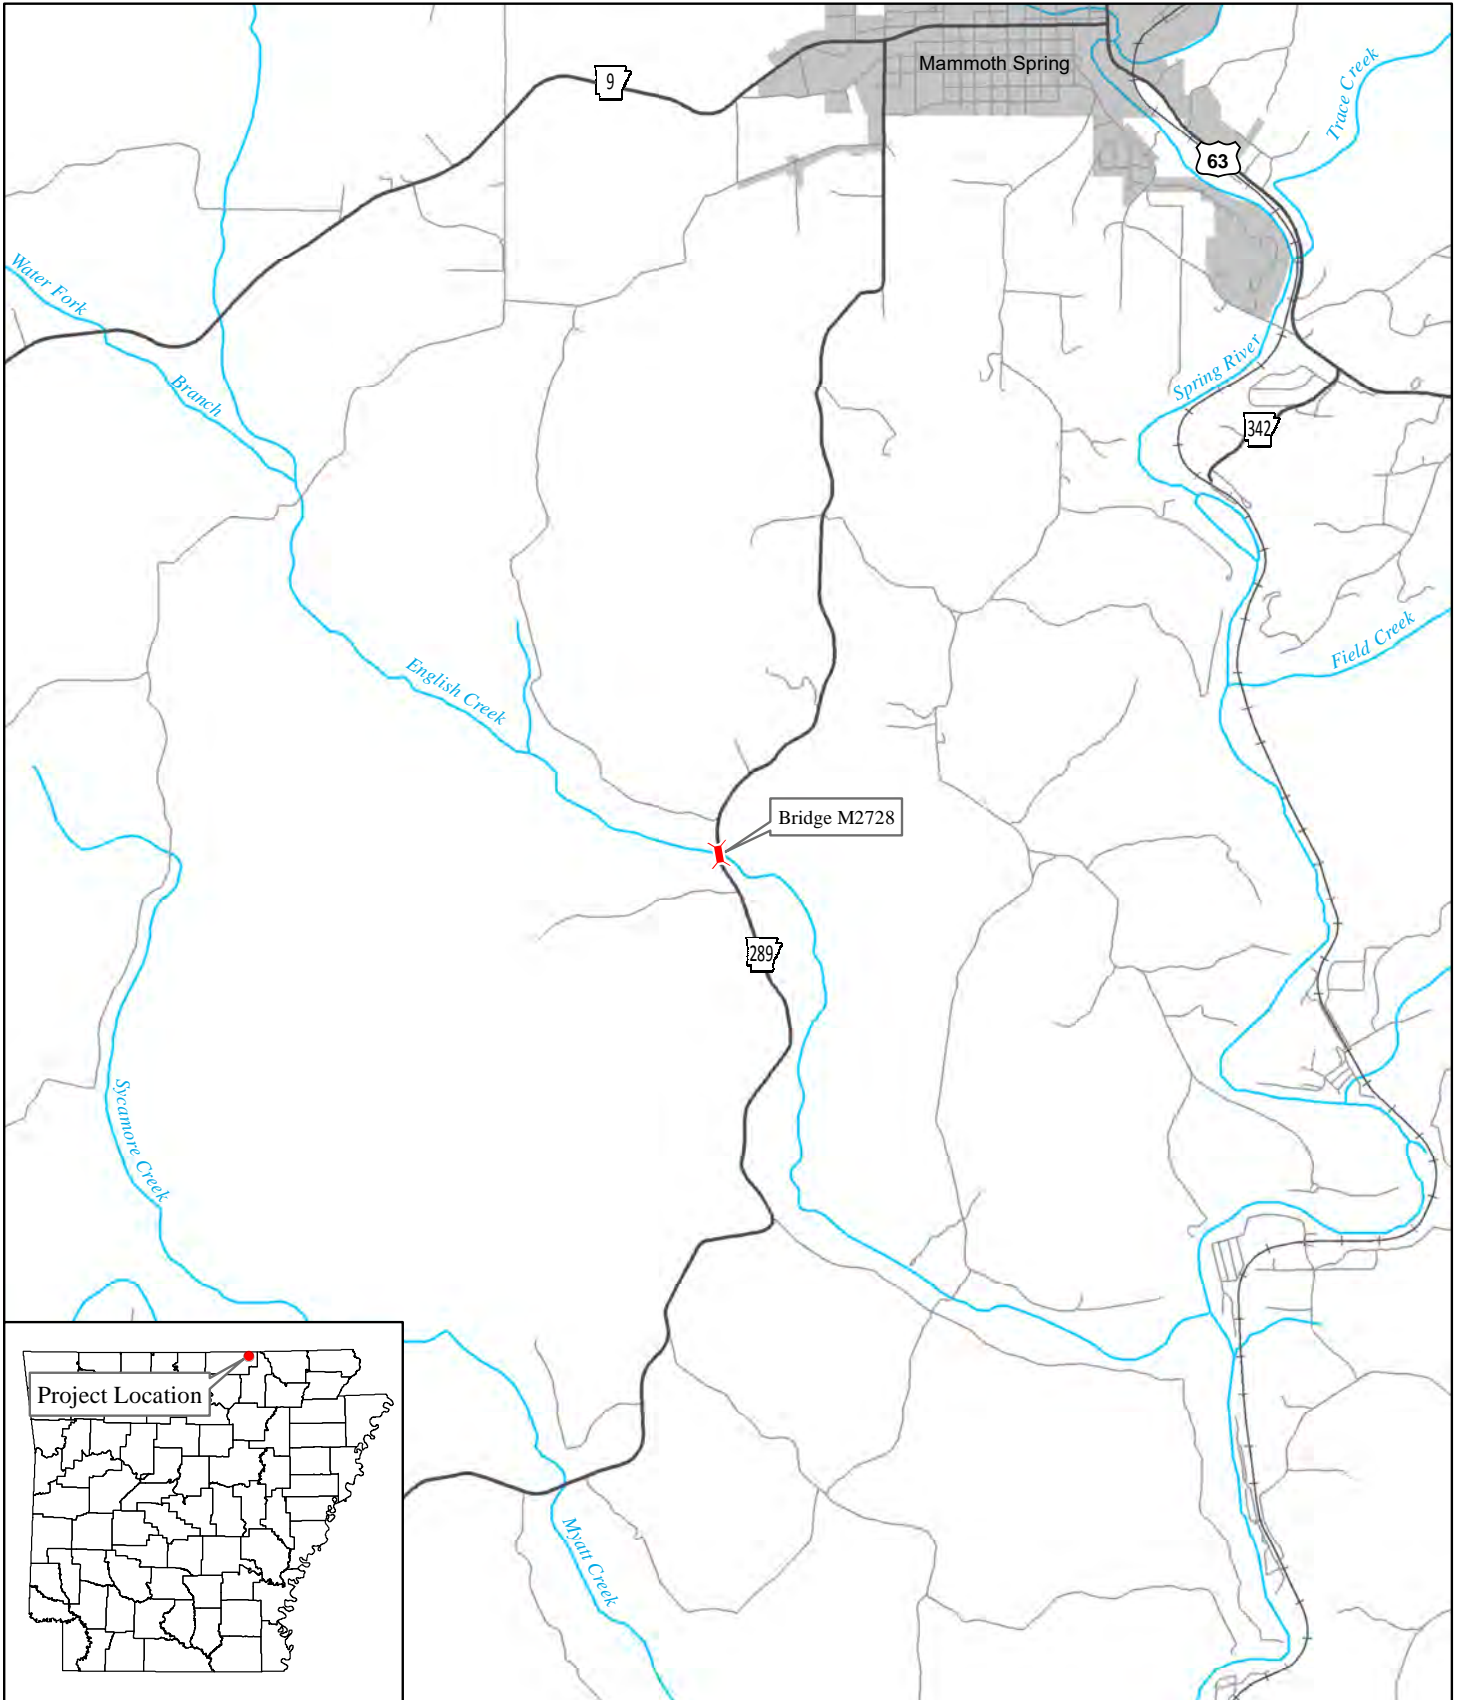 Mammoth Spring
9
Trace Creek
63
Water Fork
Branch
Spring River
342
English Creek
Field Creek
Bridge M2728
289
Sycamore Creek
Project Location
Myatt Creek